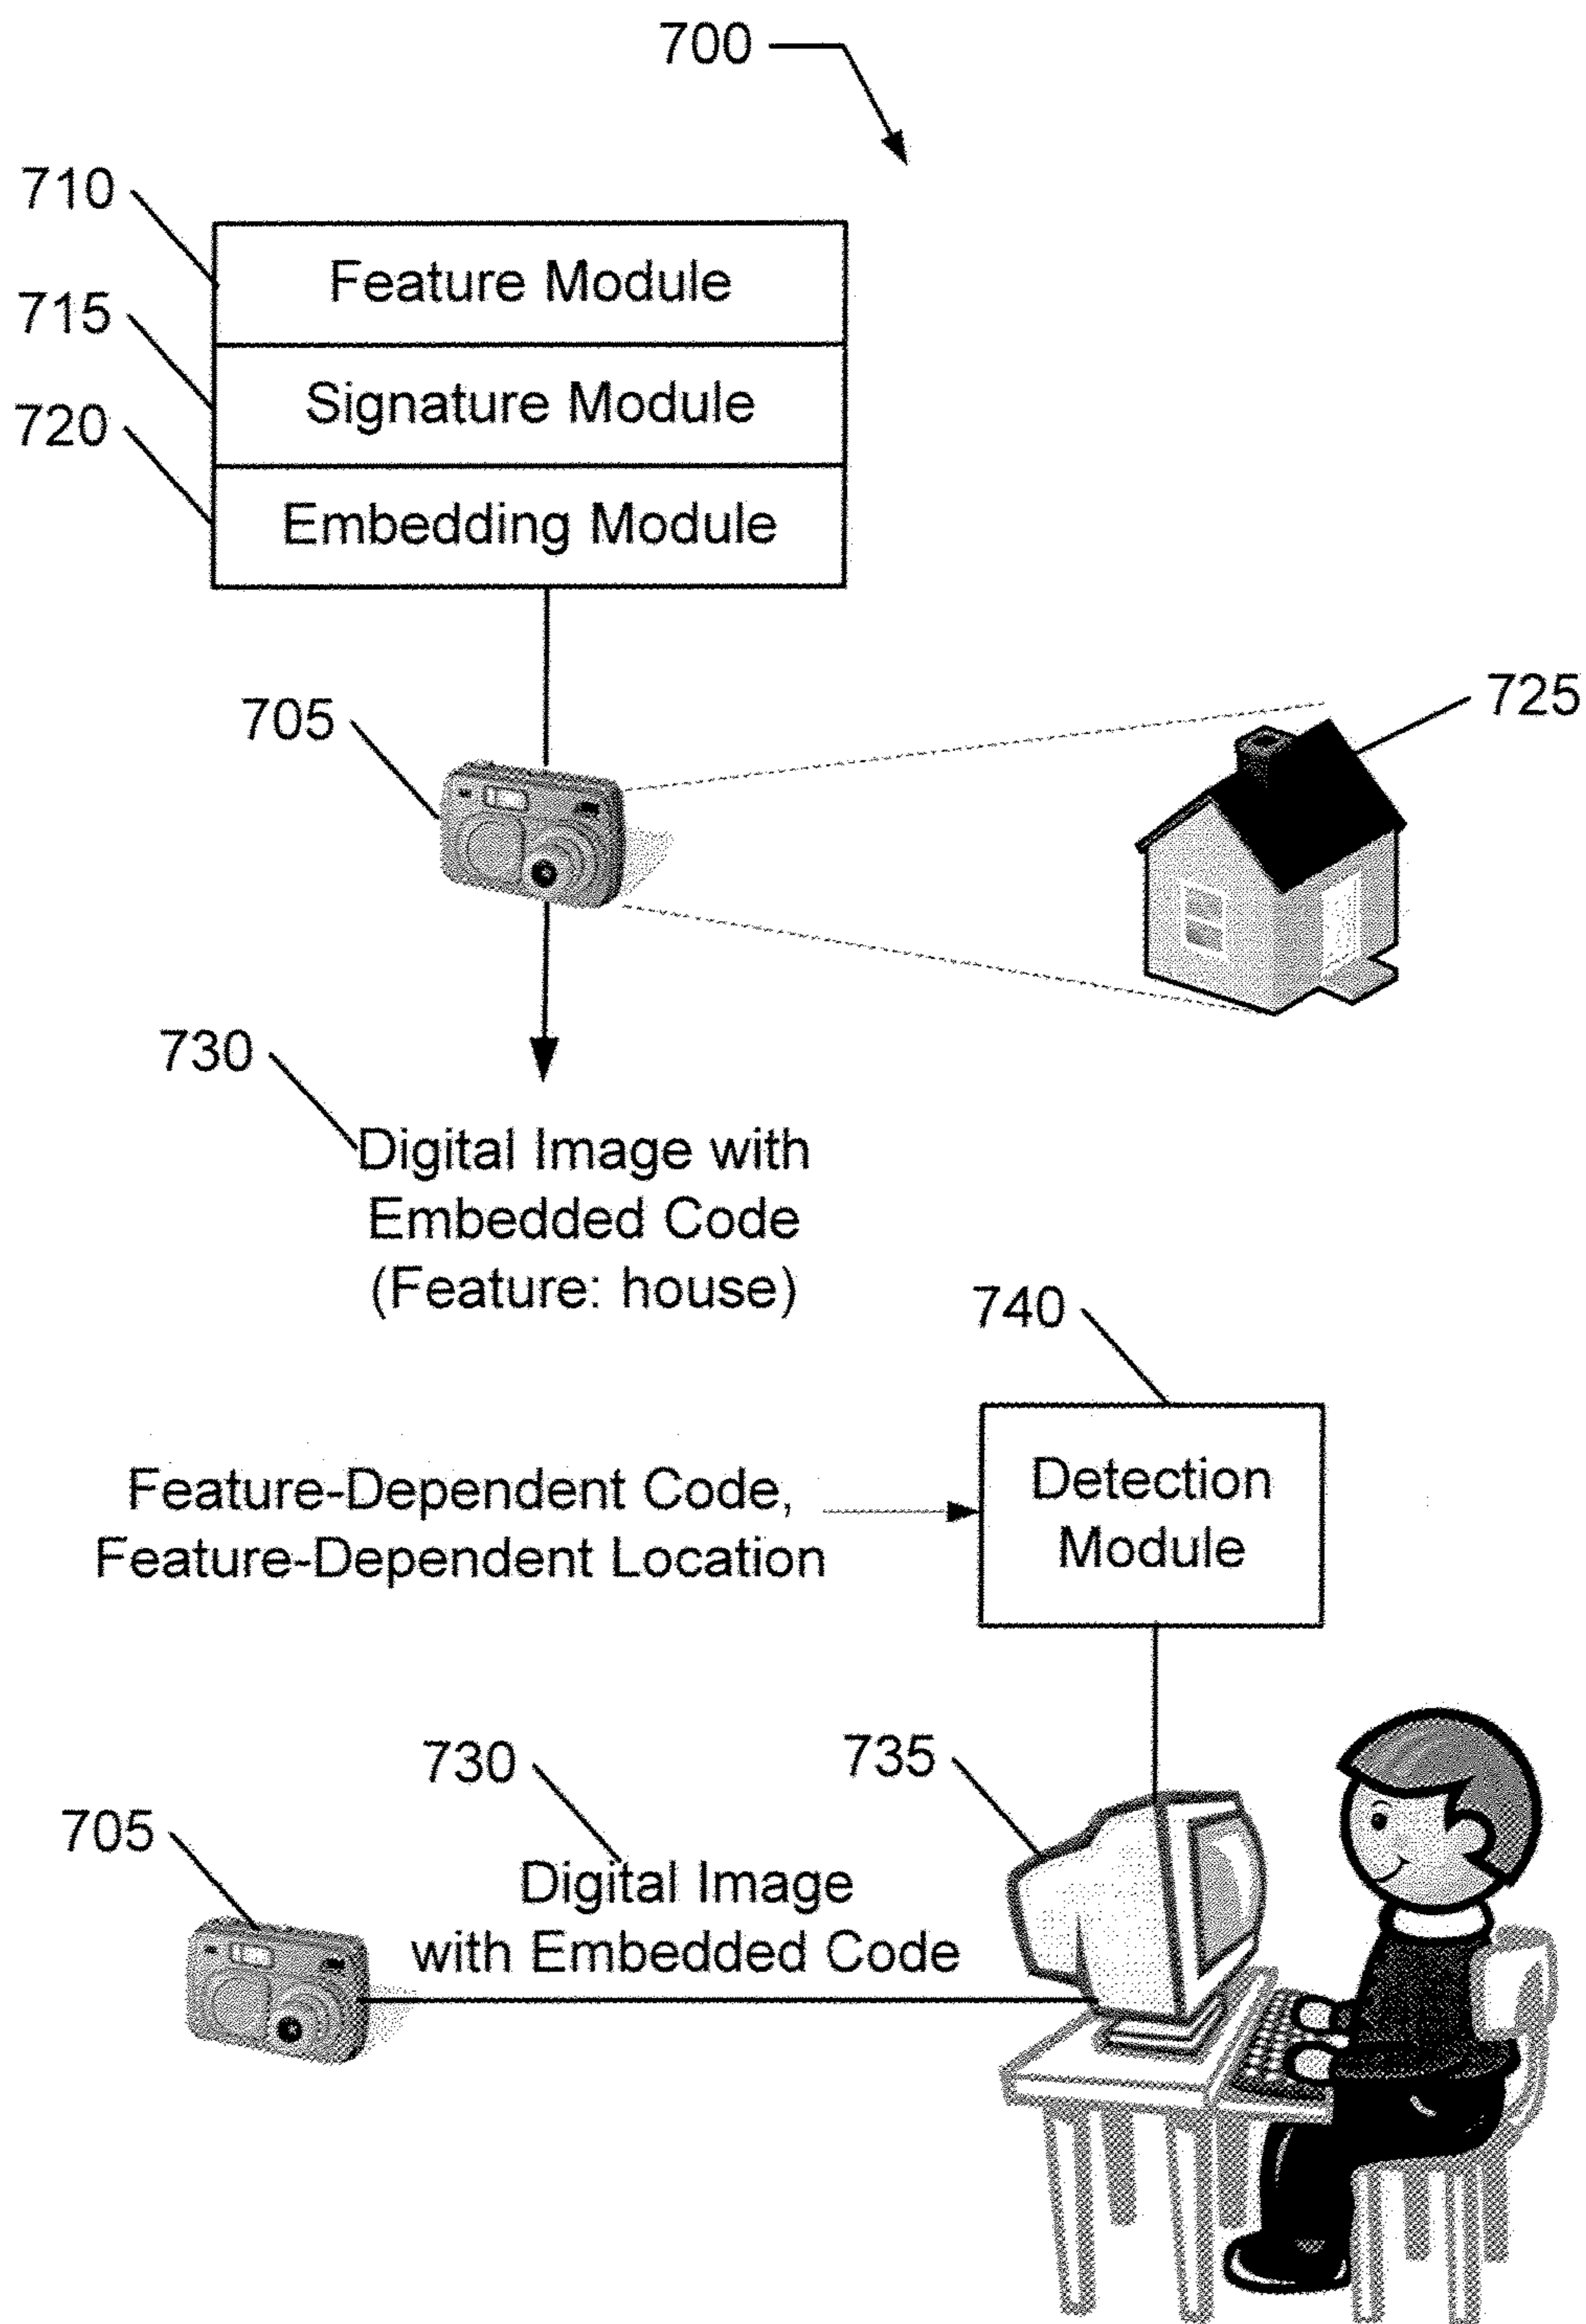 700
710
Feature Module
715
Signature Module
720
Embedding Module
705
725
730
Digital Image with
Embedded Code
(Feature: house)
740
Detection
Module
Feature-Dependent Code,
Feature-Dependent Location
730
735
705
Digital Image
with Embedded Code